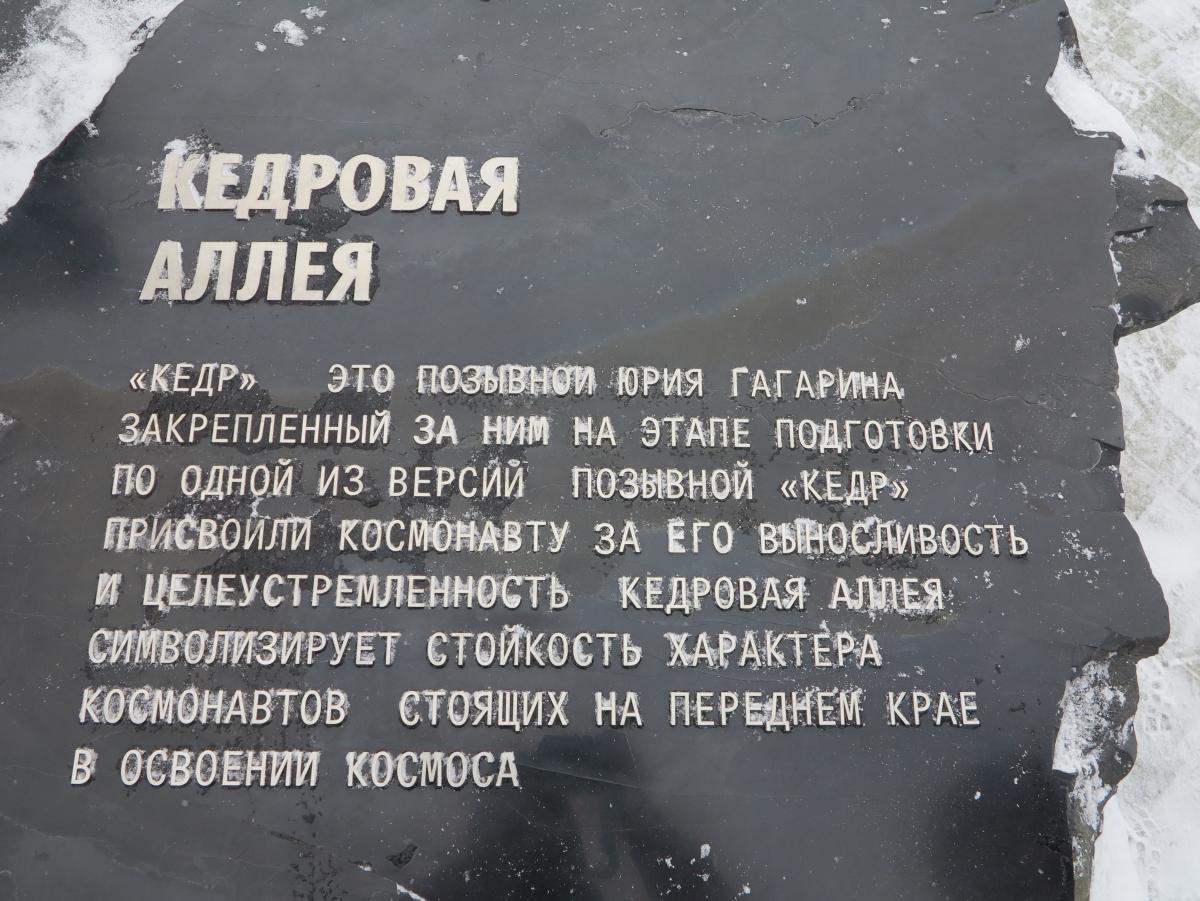 КЕДРОВАЯ
АЛЛЕЯ
«КЕДР» ЭТО ПОЗЫВНОЙ ЮРИЯ ГАГАРИНА
ЗАКРЕПЛЕННЫЙ ЗА НИМ НА ЭТАПЕ ПОДГОТОВКИ
ПО ОДНОЙ ИЗ ВЕРСИЙ ПОЗЫВНОЙ «КЕДР»
ПРИСВОИЛИ КОСМОНАВТУ ЗА ЕГО ВЫНОСЛИВОСТЬ
И ЦЕЛЕУСТРЕМЛЕННОСТЬ КЕДРОВАЯ АЛЛЕЯ
СИМВОЛИЗИРУЕТ СТОЙКОСТЬ ХАРАКТЕРА
КОСМОНАВТОВ СТОЯЩИХ НА ПЕРЕДНЕМ КРАЕ
В ОСВОЕНИИ КОСМОСА